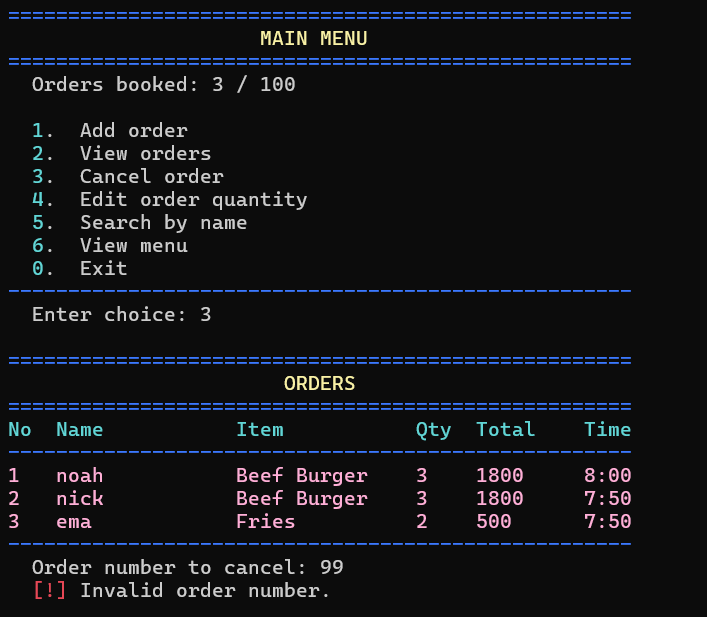 MAIN MENU
Orders booked: 3 / 100
1. Add order
2. View orders
3. Cancel order
4. Edit order quantity
5. Search by name
6. View menu
0. Exit
Enter choice: 3
ORDERS
No Name Item Qty Total Time
1 noah Beef Burger 3 1800 8:00
2 nick Beef Burger 3 1800 7:50
3 ema Fries 2 500 7:50
Order number to cancel: 99
[!] Invalid order number.